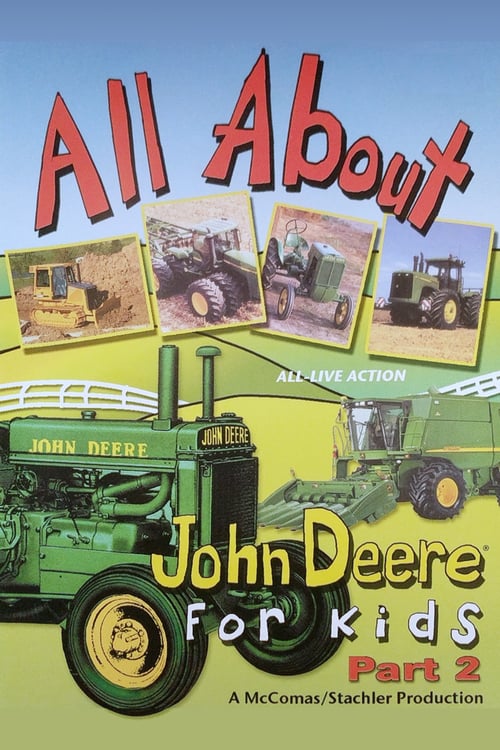 All About
ALL-LIVE ACTION
JOHN DEERE
JOHN DEERE
John Deere®
For Kids
Part 2
A McComas/Stachler Production